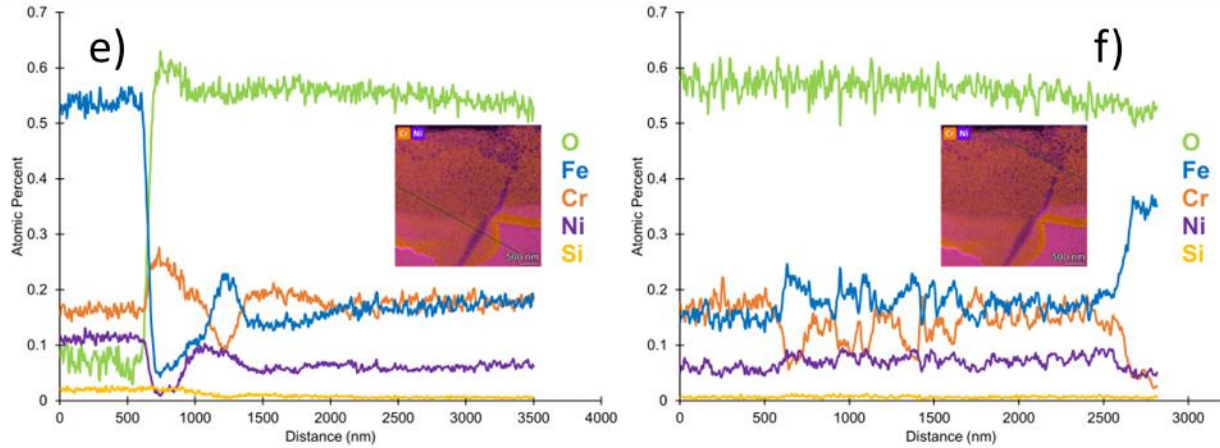 e)
0.7
0.6
0.5
0.4
0.3
0.2
0.1
0
Atomic Percent
0
500
1000
1500
2000
2500
3000
3500
4000
Distance (nm)
Cr Ni
500 nm
O
Fe
Cr
Ni
Si
f)
0.7
0.6
0.5
0.4
0.3
0.2
0.1
0
Atomic Percent
0
500
1000
1500
2000
2500
3000
Distance (nm)
Cr Ni
500 nm
O
Fe
Cr
Ni
Si